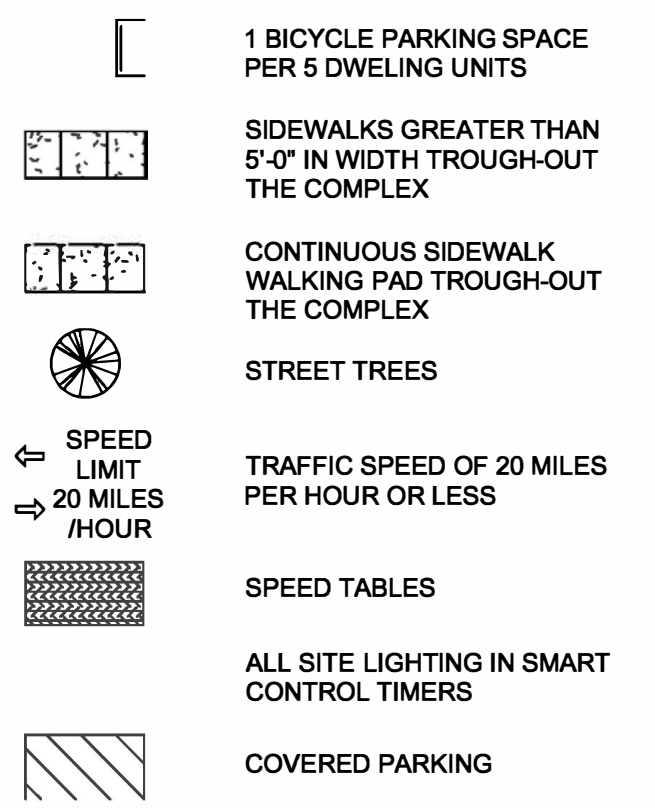 1 BICYCLE PARKING SPACE
PER 5 DWELING UNITS
SIDEWALKS GREATER THAN
5'-0" IN WIDTH TROUGH-OUT
THE COMPLEX
CONTINUOUS SIDEWALK
WALKING PAD TROUGH-OUT
THE COMPLEX
STREET TREES
SPEED
LIMIT
20 MILES
/HOUR
TRAFFIC SPEED OF 20 MILES
PER HOUR OR LESS
SPEED TABLES
ALL SITE LIGHTING IN SMART
CONTROL TIMERS
COVERED PARKING